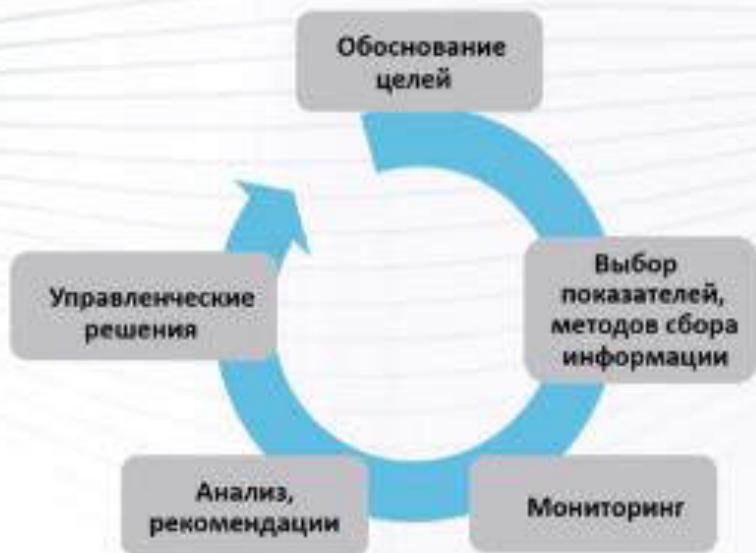 Обоснование
целей
Выбор
показателей,
методов сбора
информации
Мониторинг
Анализ,
рекомендации
Управленческие
решения